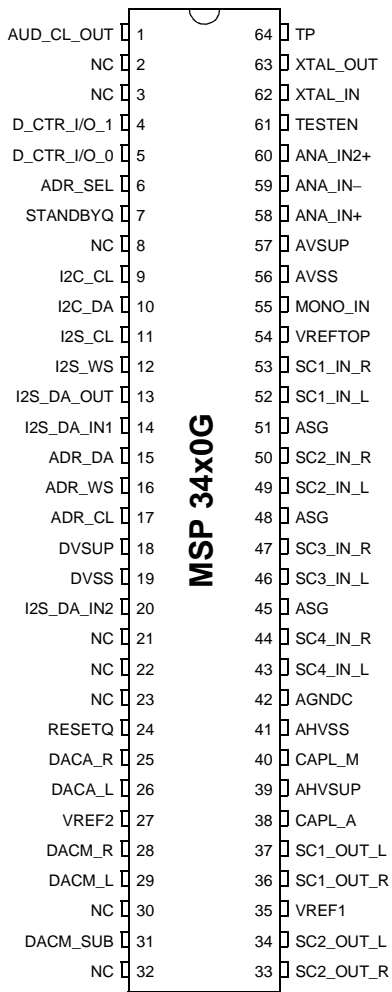 AUD_CL_OUT 1 64 TP
NC 2 63 XTAL_OUT
NC 3 62 XTAL_IN
D_CTR_I/O_1 4 61 TESTEN
D_CTR_I/O_0 5 60 ANA_IN2+
ADR_SEL 6 59 ANA_IN−
STANDBYQ 7 58 ANA_IN+
NC 8 57 AVSUP
I2C_CL 9 56 AVSS
I2C_DA 10 55 MONO_IN
I2S_CL 11 54 VREFTOP
I2S_WS 12 53 SC1_IN_R
I2S_DA_OUT 13 52 SC1_IN_L
I2S_DA_IN1 14 51 ASG
ADR_DA 15 50 SC2_IN_R
ADR_WS 16 49 SC2_IN_L
ADR_CL 17 48 ASG
DVSUP 18 47 SC3_IN_R
DVSS 19 46 SC3_IN_L
I2S_DA_IN2 20 45 ASG
NC 21 44 SC4_IN_R
NC 22 43 SC4_IN_L
NC 23 42 AGNDC
RESETQ 24 41 AHVSS
DACA_R 25 40 CAPL_M
DACA_L 26 39 AHVSUP
VREF2 27 38 CAPL_A
DACM_R 28 37 SC1_OUT_L
DACM_L 29 36 SC1_OUT_R
NC 30 35 VREF1
DACM_SUB 31 34 SC2_OUT_L
NC 32 33 SC2_OUT_R
MSP 34x0G